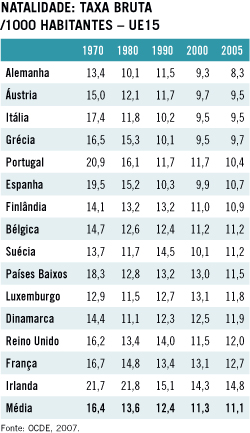 NATALIDADE: TAXA BRUTA
/1000 HABITANTES – UE15
1970 1980 1990 2000 2005
Alemanha 13,4 10,1 11,5 9,3 8,3
Áustria 15,0 12,1 11,7 9,7 9,5
Itália 17,4 11,8 10,2 9,5 9,5
Grécia 16,5 15,3 10,1 9,5 9,7
Portugal 20,9 16,1 11,7 11,7 10,4
Espanha 19,5 15,2 10,3 9,9 10,7
Finlândia 14,1 13,2 13,2 11,0 10,9
Bélgica 14,7 12,6 12,4 11,2 11,2
Suécia 13,7 11,7 14,5 10,1 11,2
Países Baixos 18,3 12,8 13,2 13,0 11,5
Luxemburgo 12,9 11,5 12,7 13,1 11,8
Dinamarca 14,4 11,1 12,3 12,5 11,9
Reino Unido 16,2 13,4 14,0 11,5 12,0
França 16,7 14,8 13,4 13,1 12,7
Irlanda 21,7 21,8 15,1 14,3 14,8
Média 16,4 13,6 12,4 11,3 11,1
Fonte: OCDE, 2007.